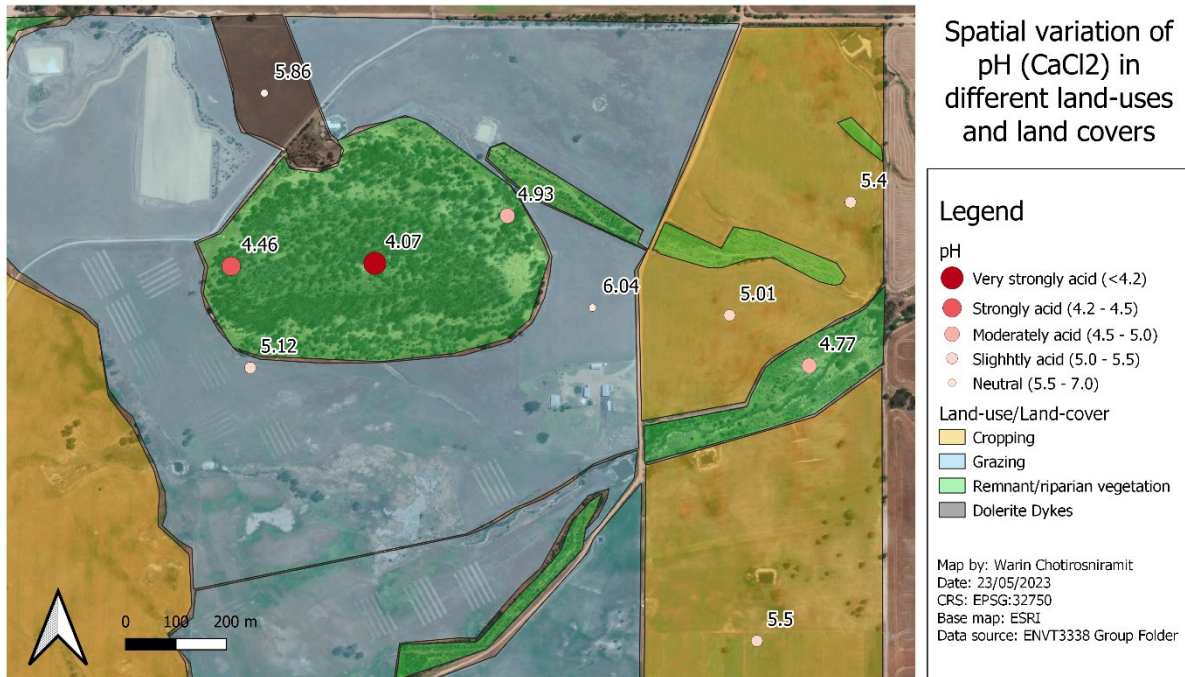 Spatial variation of
pH (CaCl2) in
different land-uses
and land covers
5.86
4.93
5.4
4.46
4.07
6.04
5.01
5.12
4.77
5.5
0 100 200 m
Legend
pH
Very strongly acid (<4.2)
Strongly acid (4.2 - 4.5)
Moderately acid (4.5 - 5.0)
Slighhtly acid (5.0 - 5.5)
Neutral (5.5 - 7.0)
Land-use/Land-cover
Cropping
Grazing
Remnant/riparian vegetation
Dolerite Dykes
Map by: Warin Chotirosniramit
Date: 23/05/2023
CRS: EPSG:32750
Base map: ESRI
Data source: ENVT3338 Group Folder